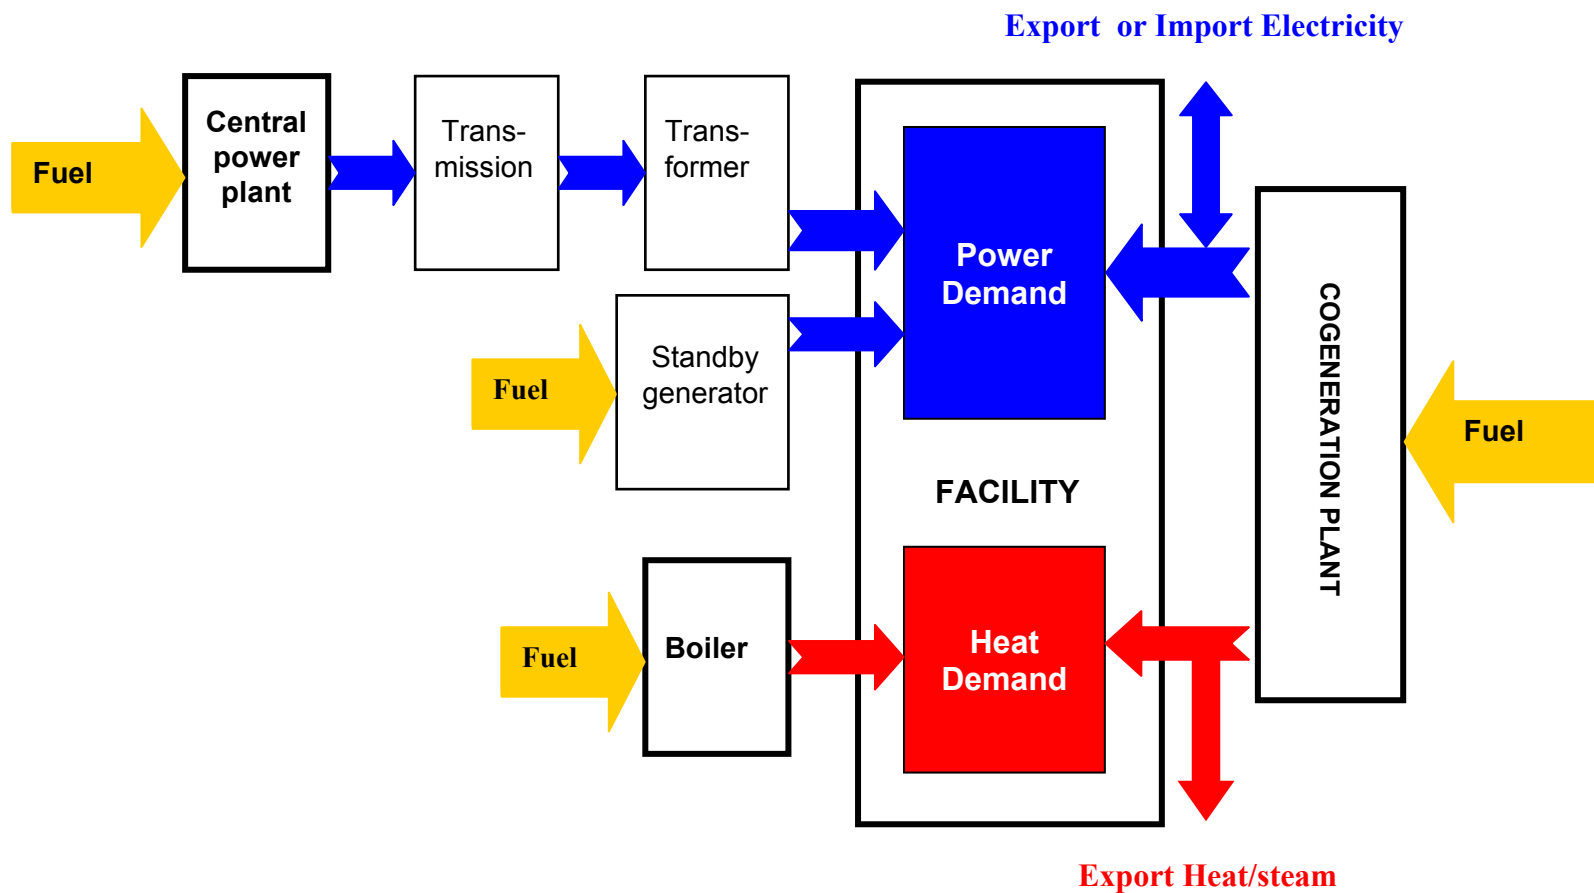 Export or Import Electricity
Central
power
plant
Trans-
mission
Trans-
former
Fuel
Power
Demand
Standby
generator
Fuel
COGENERATION PLANT
Fuel
FACILITY
Boiler
Fuel
Heat
Demand
Export Heat/steam